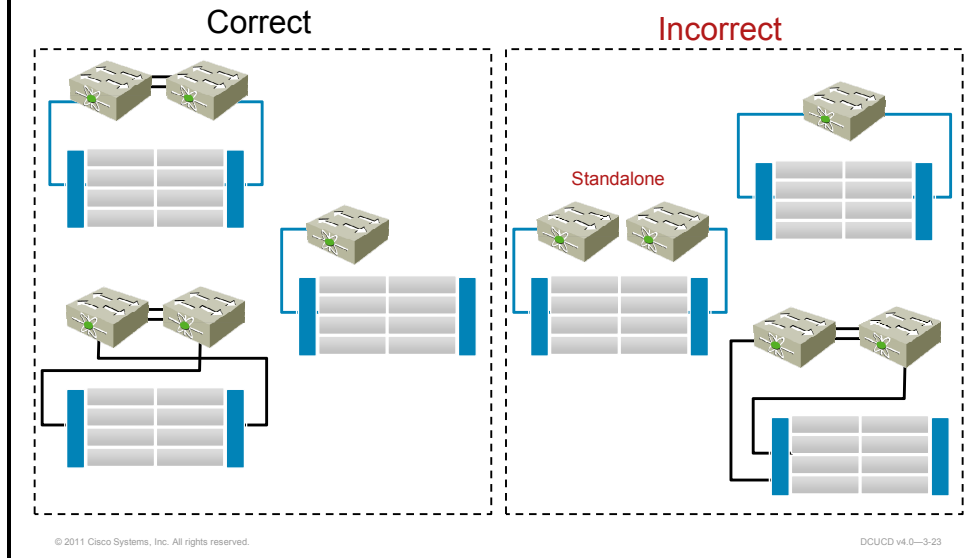 Correct
Incorrect
Standalone
© 2011 Cisco Systems, Inc. All rights reserved.
DCUCD v4.0—3-23